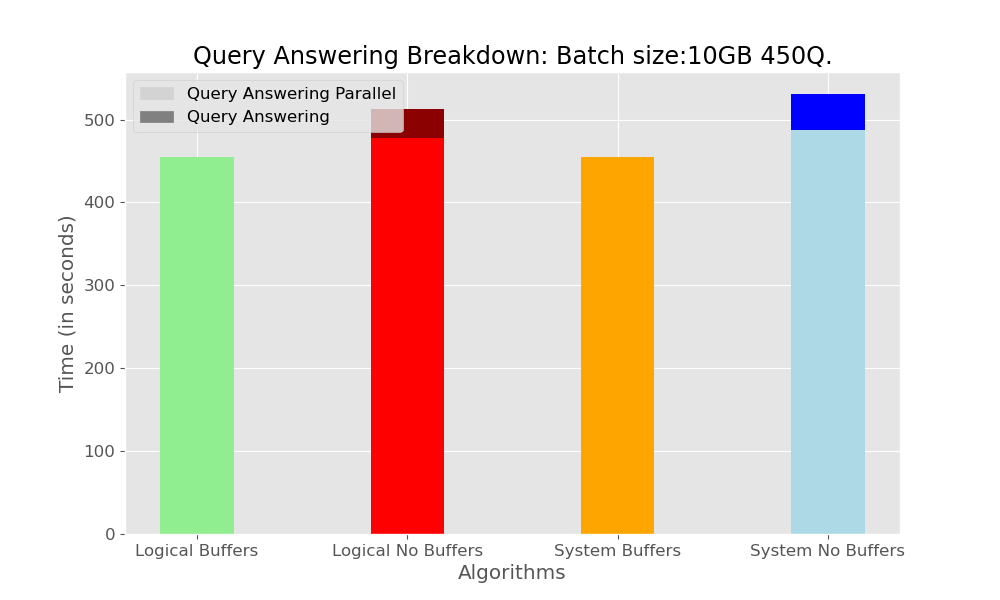 Query Answering Breakdown: Batch size:10GB 450Q.
Query Answering Parallel
Query Answering
500
400
300
200
100
0
Time (in seconds)
Logical Buffers
Logical No Buffers
System Buffers
System No Buffers
Algorithms